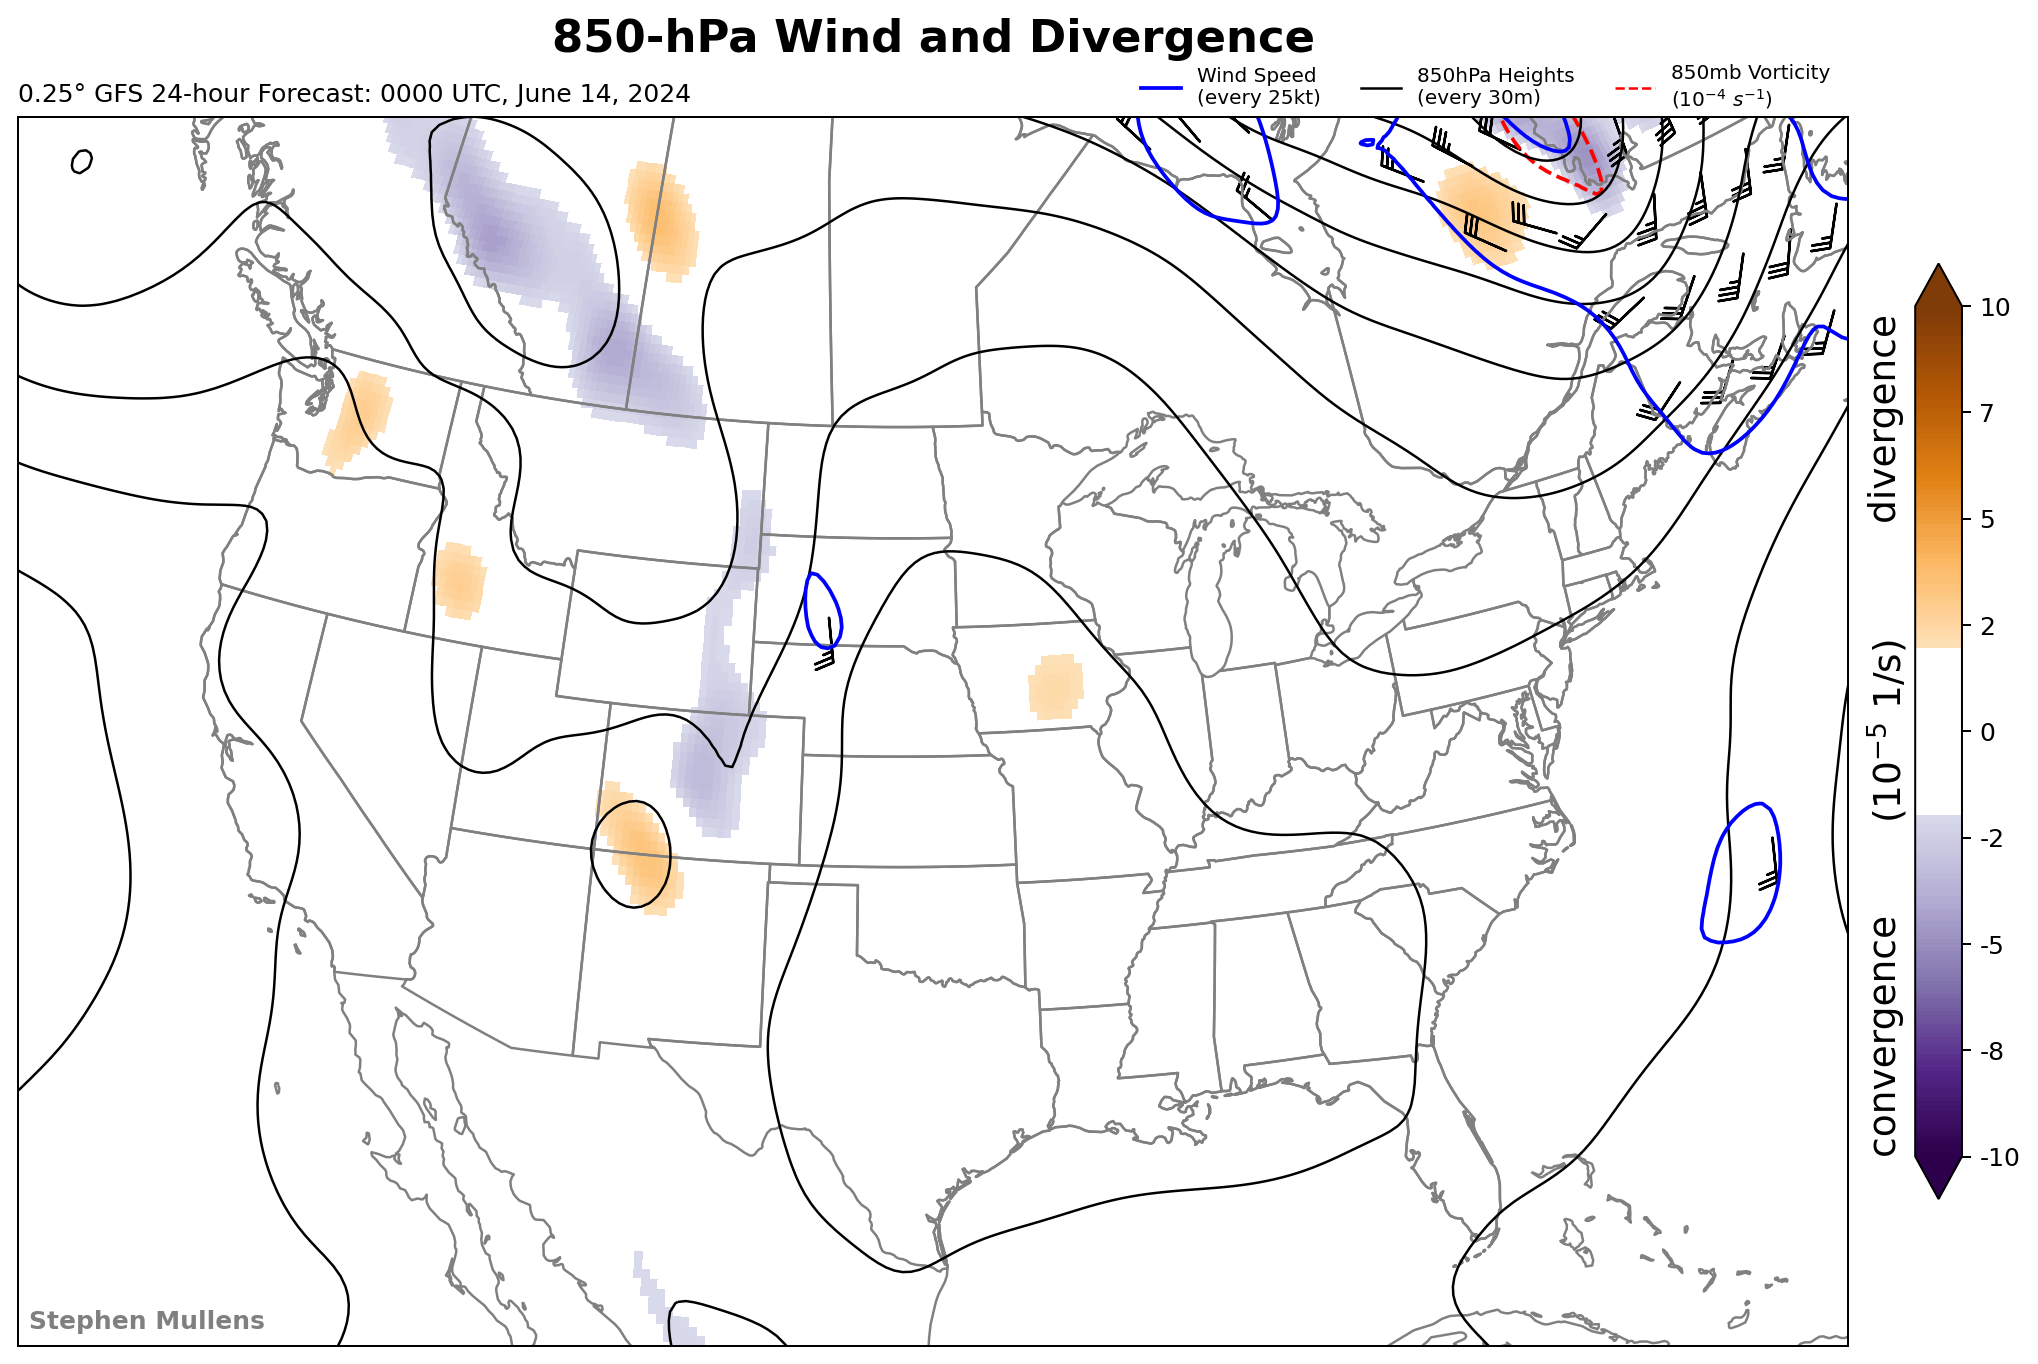 850-hPa Wind and Divergence
0.25° GFS 24-hour Forecast: 0000 UTC, June 14, 2024
Wind Speed
(every 25kt)
850hPa Heights
(every 30m)
850mb Vorticity
(10⁻⁴ s⁻¹)
10
7
5
2
0
-2
-5
-8
-10
convergence (10⁻⁵ 1/s) divergence
Stephen Mullens